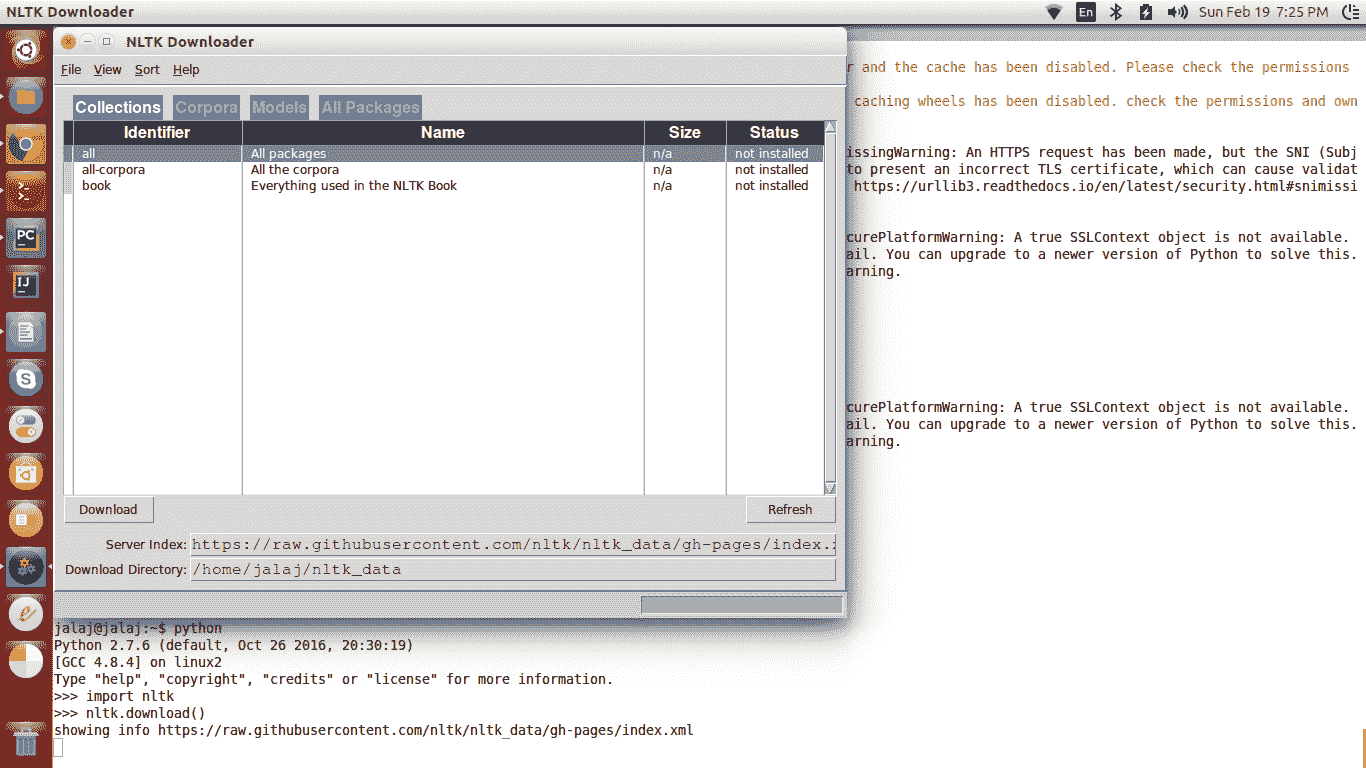 NLTK Downloader
En
Sun Feb 19 7:25 PM
NLTK Downloader
File View Sort Help
Collections Corpora Models All Packages
Identifier Name Size Status
all All packages n/a not installed
all-corpora All the corpora n/a not installed
book Everything used in the NLTK Book n/a not installed
Download Refresh
Server Index: https://raw.githubusercontent.com/nltk/nltk_data/gh-pages/index.x
Download Directory: /home/jalaj/nltk_data
r and the cache has been disabled. Please check the permissions
caching wheels has been disabled. check the permissions and own
issingWarning: An HTTPS request has been made, but the SNI (Subj
to present an incorrect TLS certificate, which can cause validat
https://urllib3.readthedocs.io/en/latest/security.html#snimissi
curePlatformWarning: A true SSLContext object is not available.
ail. You can upgrade to a newer version of Python to solve this.
arning.
curePlatformWarning: A true SSLContext object is not available.
ail. You can upgrade to a newer version of Python to solve this.
arning.
jalaj@jalaj:~$ python
Python 2.7.6 (default, Oct 26 2016, 20:30:19)
[GCC 4.8.4] on linux2
Type "help", "copyright", "credits" or "license" for more information.
>>> import nltk
>>> nltk.download()
showing info https://raw.githubusercontent.com/nltk/nltk_data/gh-pages/index.xml
PC
IJ
S